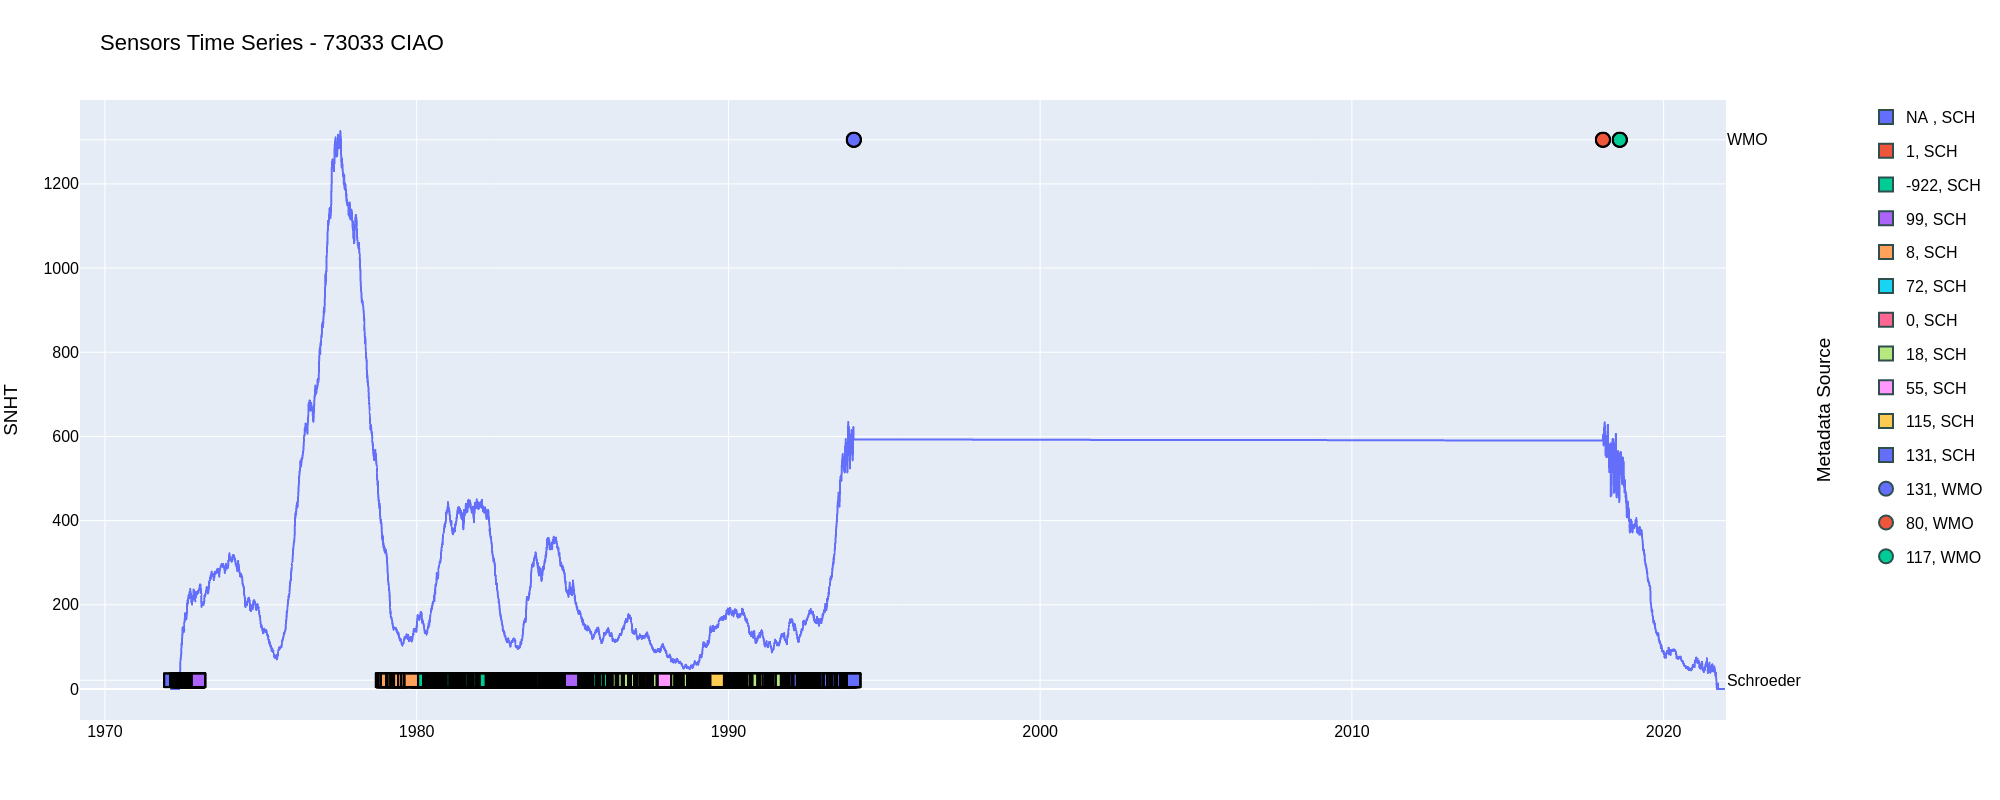 Sensors Time Series - 73033 CIAO
SNHT
1200
1000
800
600
400
200
0
1970
1980
1990
2000
2010
2020
WMO
Schroeder
Metadata Source
NA , SCH
1, SCH
-922, SCH
99, SCH
8, SCH
72, SCH
0, SCH
18, SCH
55, SCH
115, SCH
131, SCH
131, WMO
80, WMO
117, WMO